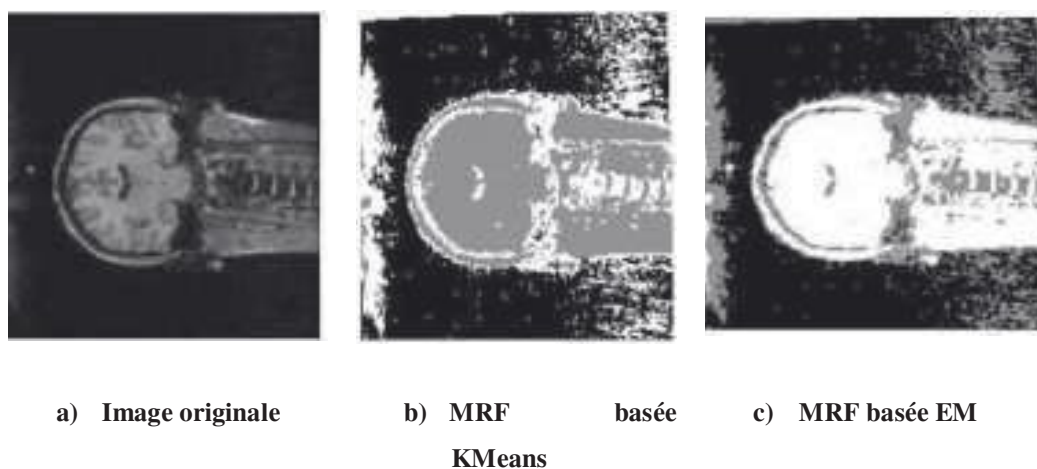 a) Image originale
b) MRF basée
KMeans
c) MRF basée EM